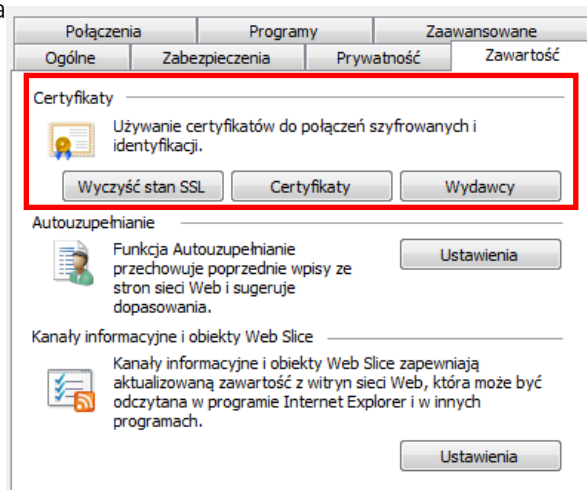 a
Połączenia Programy Zaawansowane
Ogólne Zabezpieczenia Prywatność Zawartość
Certyfikaty
Używanie certyfikatów do połączeń szyfrowanych i
identyfikacji.
Wyczyść stan SSL Certyfikaty Wydawcy
Autouzupełnianie
Funkcja Autouzupełnianie
przechowuje poprzednie wpisy ze
stron sieci Web i sugeruje
dopasowania.
Ustawienia
Kanały informacyjne i obiekty Web Slice
Kanały informacyjne i obiekty Web Slice zapewniają
aktualizowaną zawartość z witryn sieci Web, która może być
odczytana w programie Internet Explorer i w innych
programach.
Ustawienia